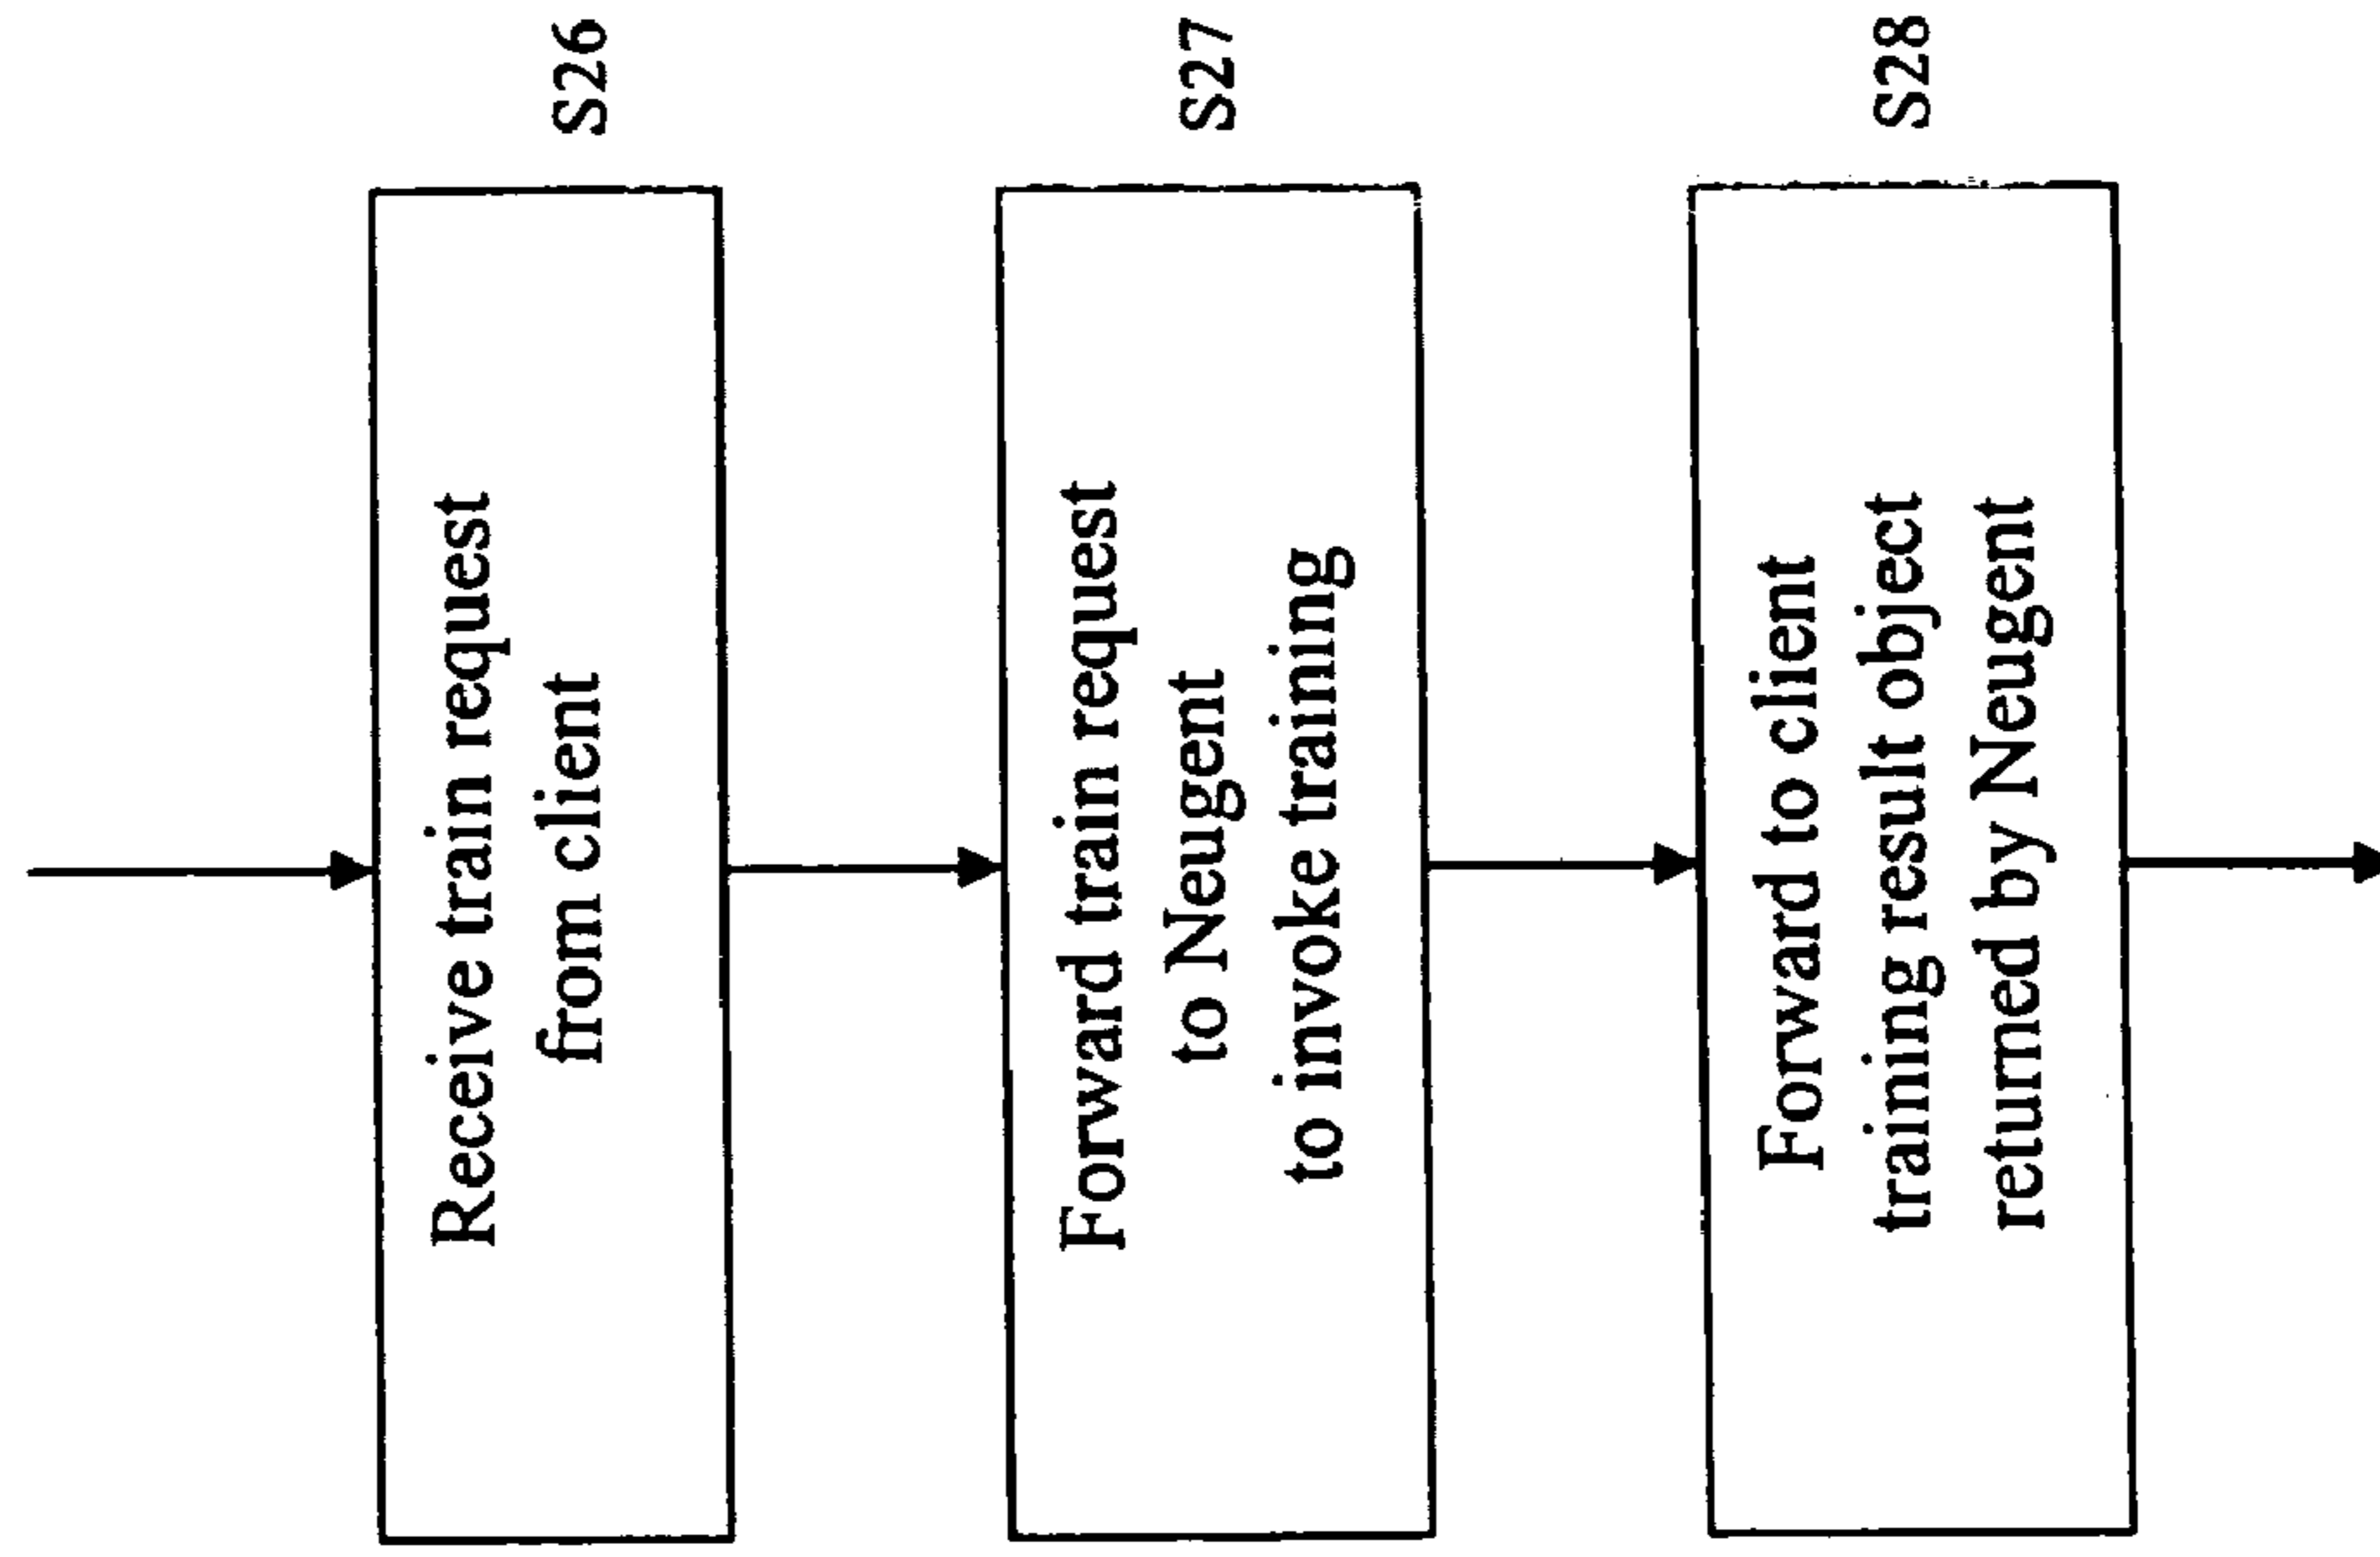 Receive train request
from client
S26
Forward train request
to Neugent
to invoke training
S27
Forward to client
training result object
returned by Neugent
S28